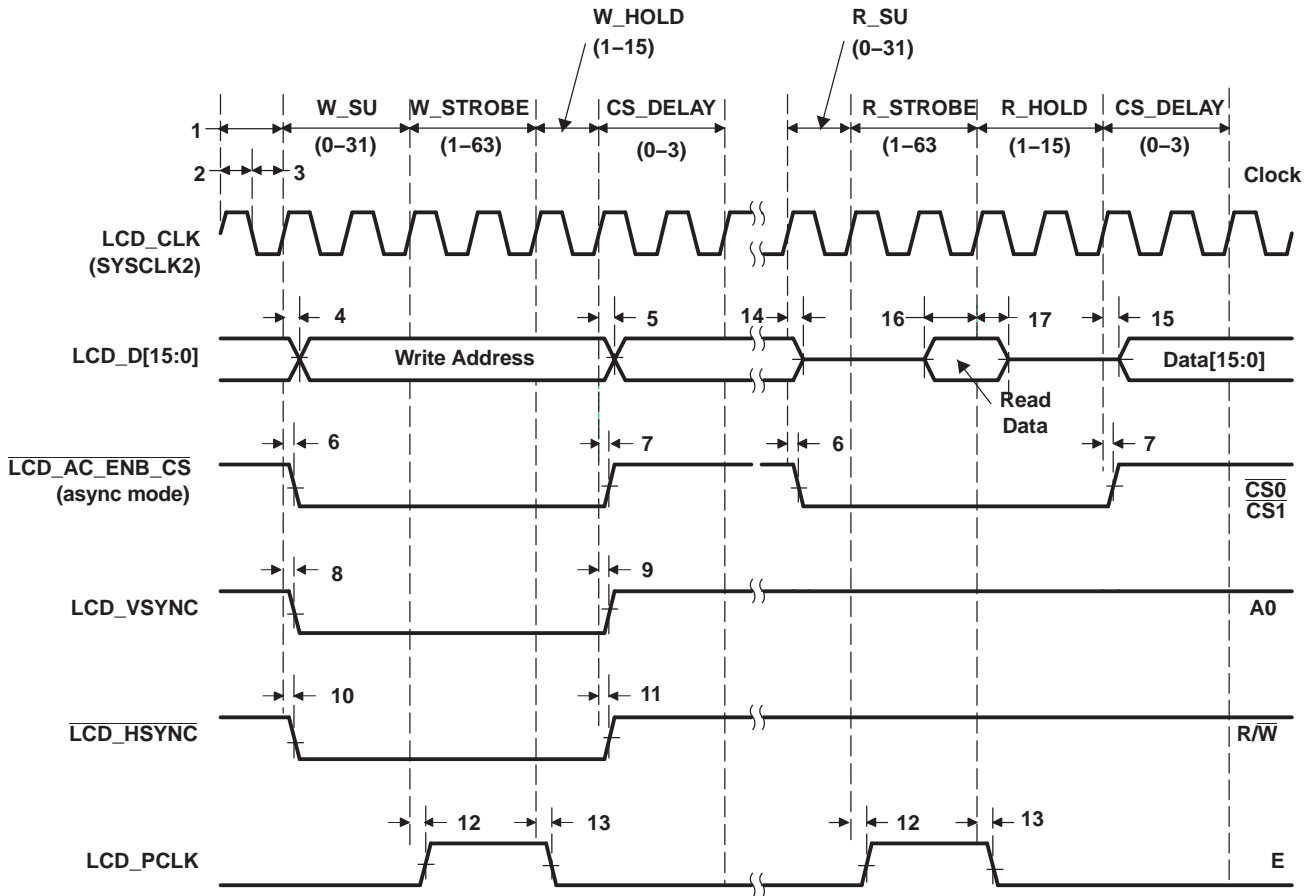 W_HOLD
(1–15)
R_SU
(0–31)
W_SU
W_STROBE
CS_DELAY
R_STROBE
R_HOLD
CS_DELAY
1
(0–31)
(1–63)
(0–3)
(1–63
(1–15)
(0–3)
2
3
Clock
LCD_CLK
(SYSCLK2)
4
5
14
16
17
15
LCD_D[15:0]
Write Address
Data[15:0]
Read
Data
6
7
6
7
LCD_AC_ENB_CS
(async mode)
CS0
CS1
8
9
LCD_VSYNC
A0
10
11
LCD_HSYNC
R/W
12
13
12
13
LCD_PCLK
E